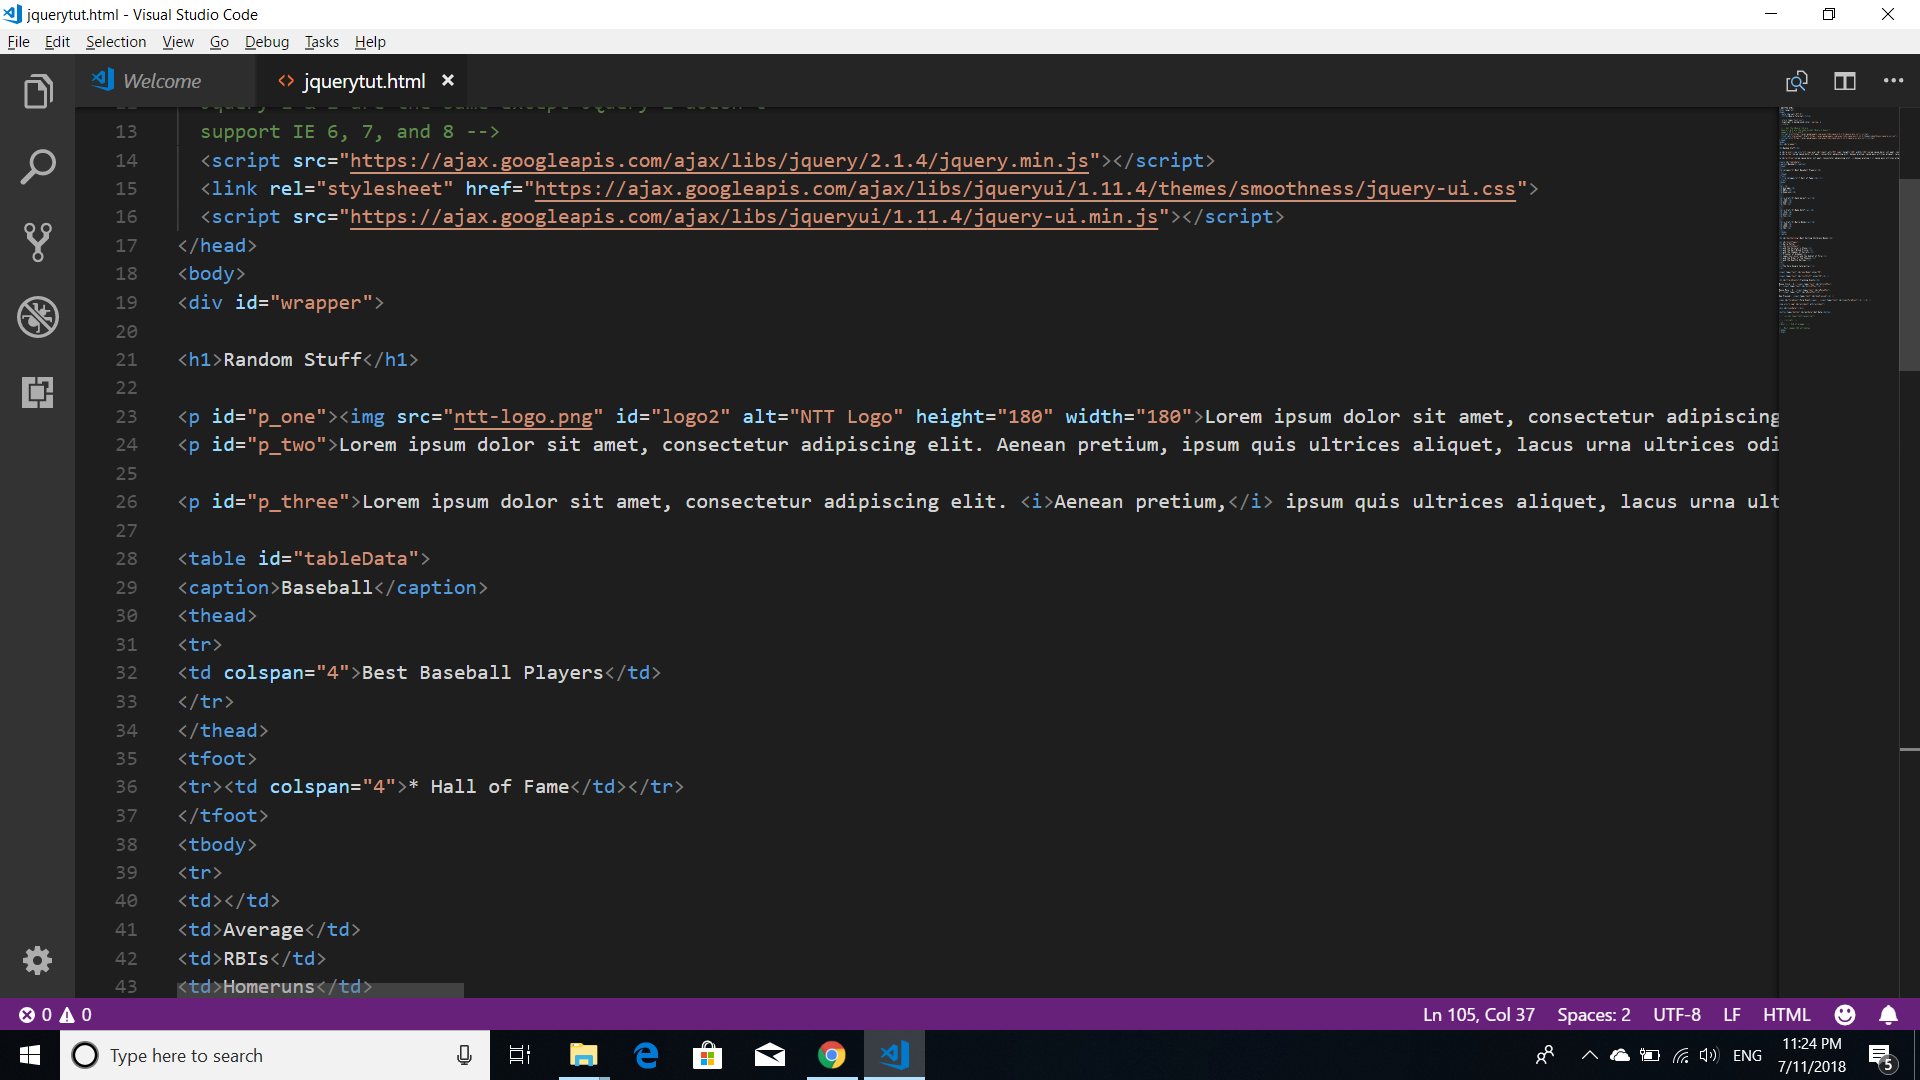 jquerytut.html - Visual Studio Code
File Edit Selection View Go Debug Tasks Help
Welcome
<> jquerytut.html ×
13 support IE 6, 7, and 8 -->
14 <script src="https://ajax.googleapis.com/ajax/libs/jquery/2.1.4/jquery.min.js"></script>
15 <link rel="stylesheet" href="https://ajax.googleapis.com/ajax/libs/jqueryui/1.11.4/themes/smoothness/jquery-ui.css">
16 <script src="https://ajax.googleapis.com/ajax/libs/jqueryui/1.11.4/jquery-ui.min.js"></script>
17 </head>
18 <body>
19 <div id="wrapper">
20
21 <h1>Random Stuff</h1>
22
23 <p id="p_one"><img src="ntt-logo.png" id="logo2" alt="NTT Logo" height="180" width="180">Lorem ipsum dolor sit amet, consectetur adipiscing
24 <p id="p_two">Lorem ipsum dolor sit amet, consectetur adipiscing elit. Aenean pretium, ipsum quis ultrices aliquet, lacus urna ultrices odi
25
26 <p id="p_three">Lorem ipsum dolor sit amet, consectetur adipiscing elit. <i>Aenean pretium,</i> ipsum quis ultrices aliquet, lacus urna ult
27
28 <table id="tableData">
29 <caption>Baseball</caption>
30 <thead>
31 <tr>
32 <td colspan="4">Best Baseball Players</td>
33 </tr>
34 </thead>
35 <tfoot>
36 <tr><td colspan="4">* Hall of Fame</td></tr>
37 </tfoot>
38 <tbody>
39 <tr>
40 <td></td>
41 <td>Average</td>
42 <td>RBIs</td>
43 <td>Homeruns</td>
0 0
Ln 105, Col 37 Spaces: 2 UTF-8 LF HTML
Type here to search
ENG
11:24 PM
7/11/2018
5